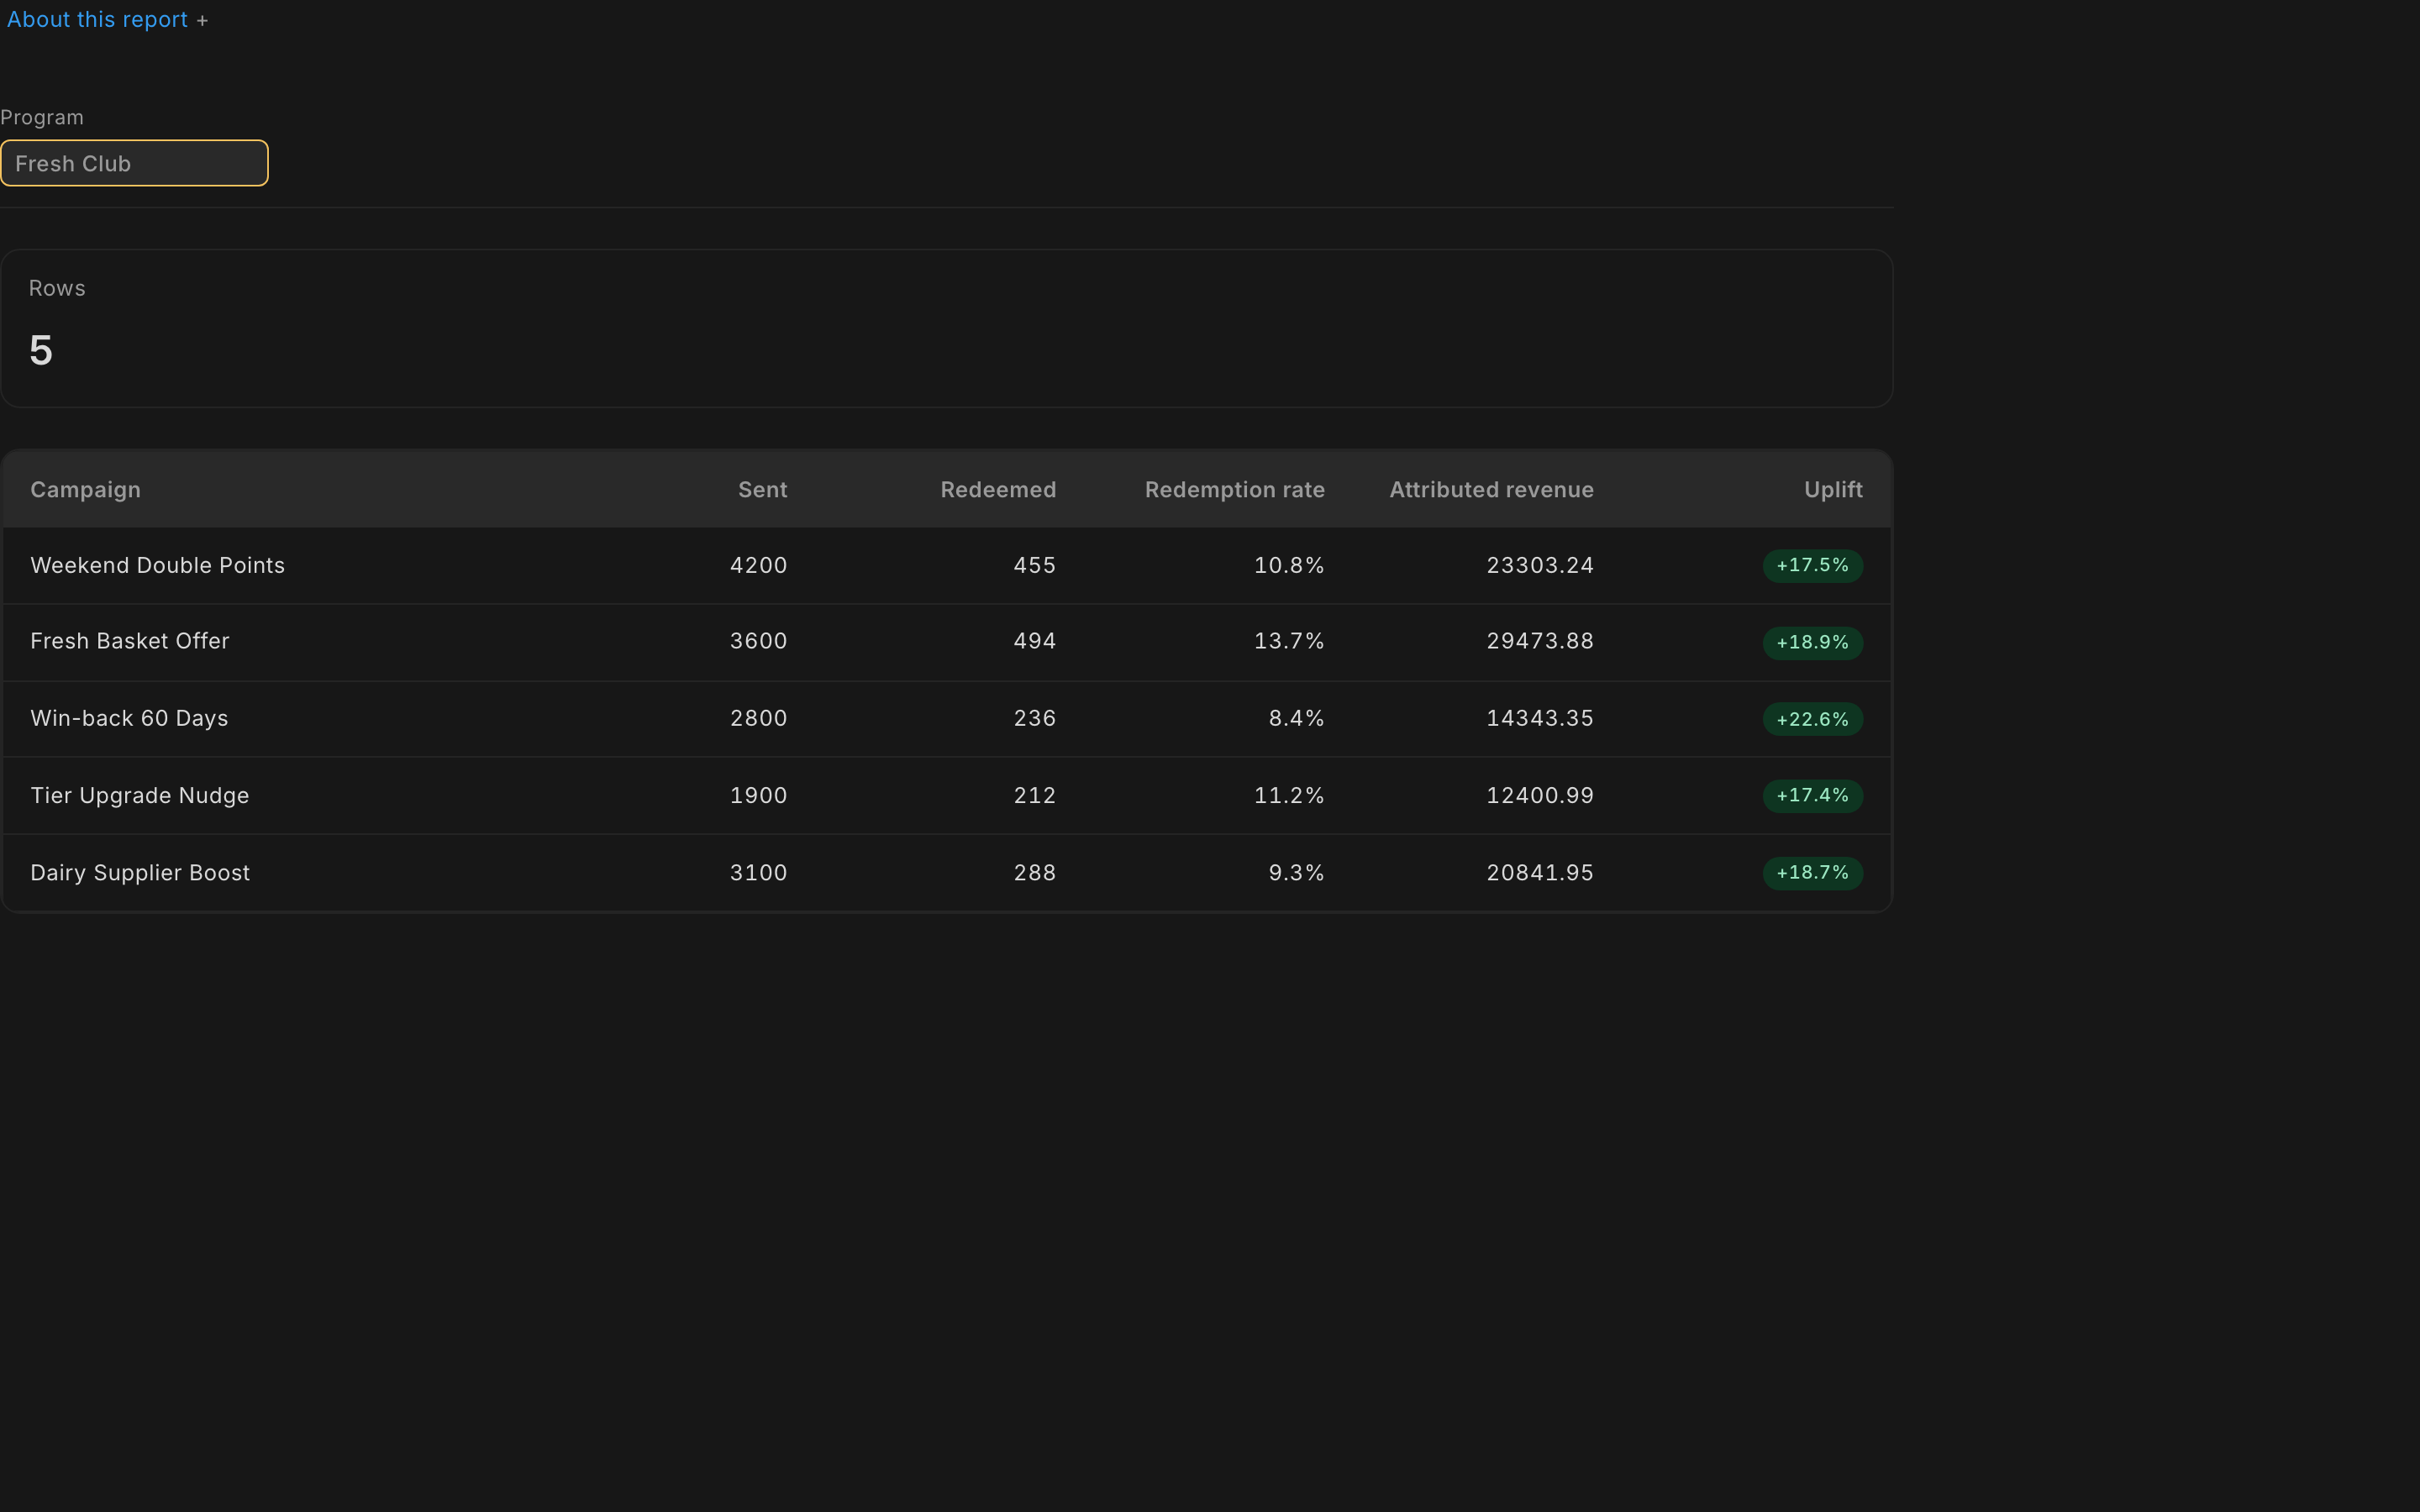 About this report +
Program
Fresh Club
Rows
5
Campaign Sent Redeemed Redemption rate Attributed revenue Uplift
Weekend Double Points 4200 455 10.8% 23303.24 +17.5%
Fresh Basket Offer 3600 494 13.7% 29473.88 +18.9%
Win-back 60 Days 2800 236 8.4% 14343.35 +22.6%
Tier Upgrade Nudge 1900 212 11.2% 12400.99 +17.4%
Dairy Supplier Boost 3100 288 9.3% 20841.95 +18.7%